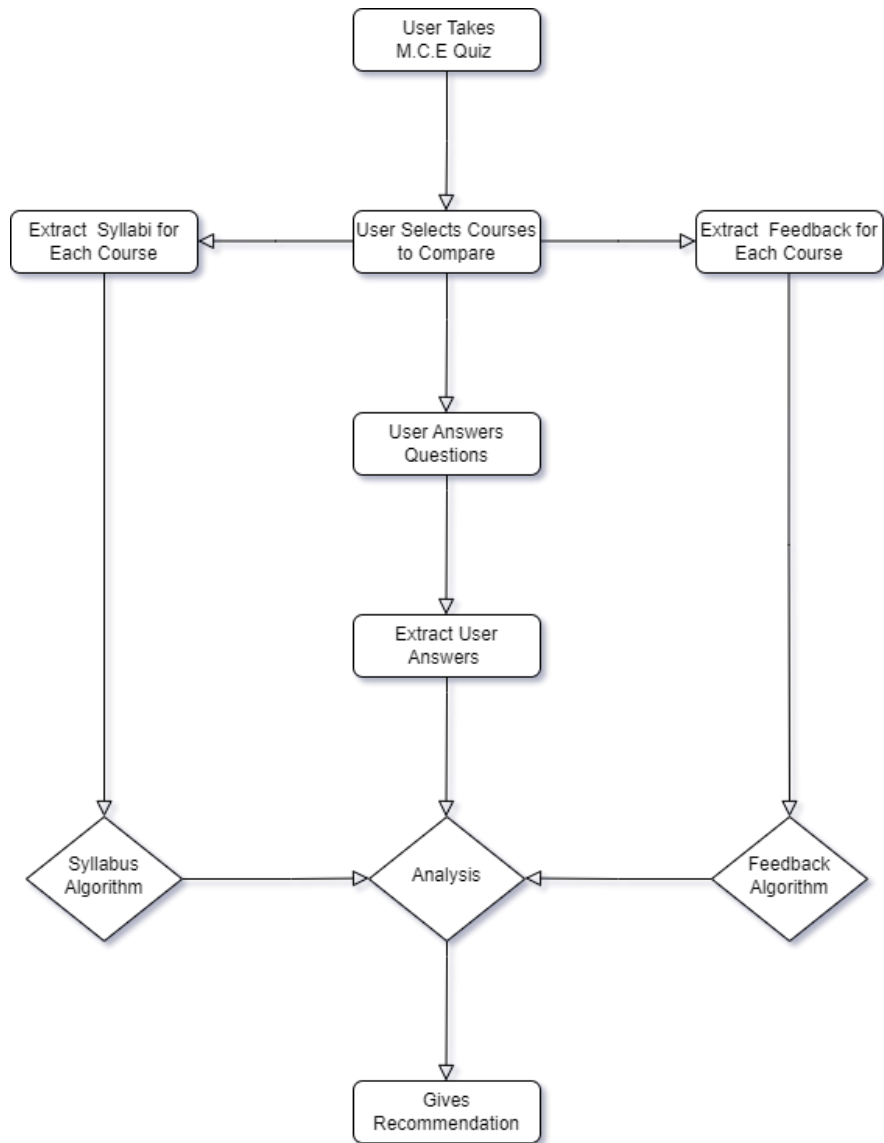 User Takes
M.C.E Quiz
Extract Syllabi for
Each Course
User Selects Courses
to Compare
Extract Feedback for
Each Course
User Answers
Questions
Extract User
Answers
Syllabus
Algorithm
Analysis
Feedback
Algorithm
Gives
Recommendation